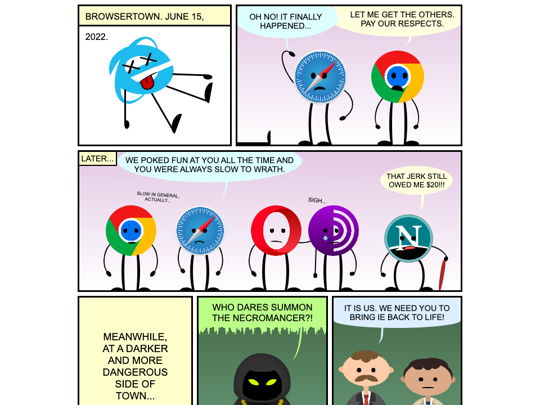 BROWSERTOWN. JUNE 15,
2022.
OH NO! IT FINALLY
HAPPENED...
LET ME GET THE OTHERS.
PAY OUR RESPECTS.
LATER...
WE POKED FUN AT YOU ALL THE TIME AND
YOU WERE ALWAYS SLOW TO WRATH.
SLOW IN GENERAL,
ACTUALLY...
SIGH...
THAT JERK STILL
OWED ME $20!!!
N
MEANWHILE,
AT A DARKER
AND MORE
DANGEROUS
SIDE OF
TOWN...
WHO DARES SUMMON
THE NECROMANCER?!
IT IS US. WE NEED YOU TO
BRING IE BACK TO LIFE!